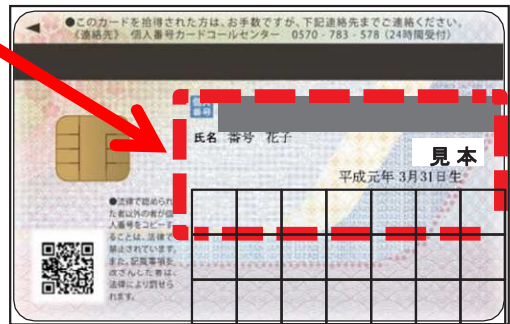 ●このカードを拾得された方は、お手数ですが、下記連絡先までご連絡ください。
《連絡先》 個人番号カードコールセンター 0570-783-578 (24時間受付)
個人
番号
氏名 番号 花子
見本
平成元年 3月31日生
●法律で認められ
た者以外の者が個
人番号をコピーす
ることは、法律で
禁止されています。
また、記載事項を
改ざんした者は、
法律により罰せら
れます。